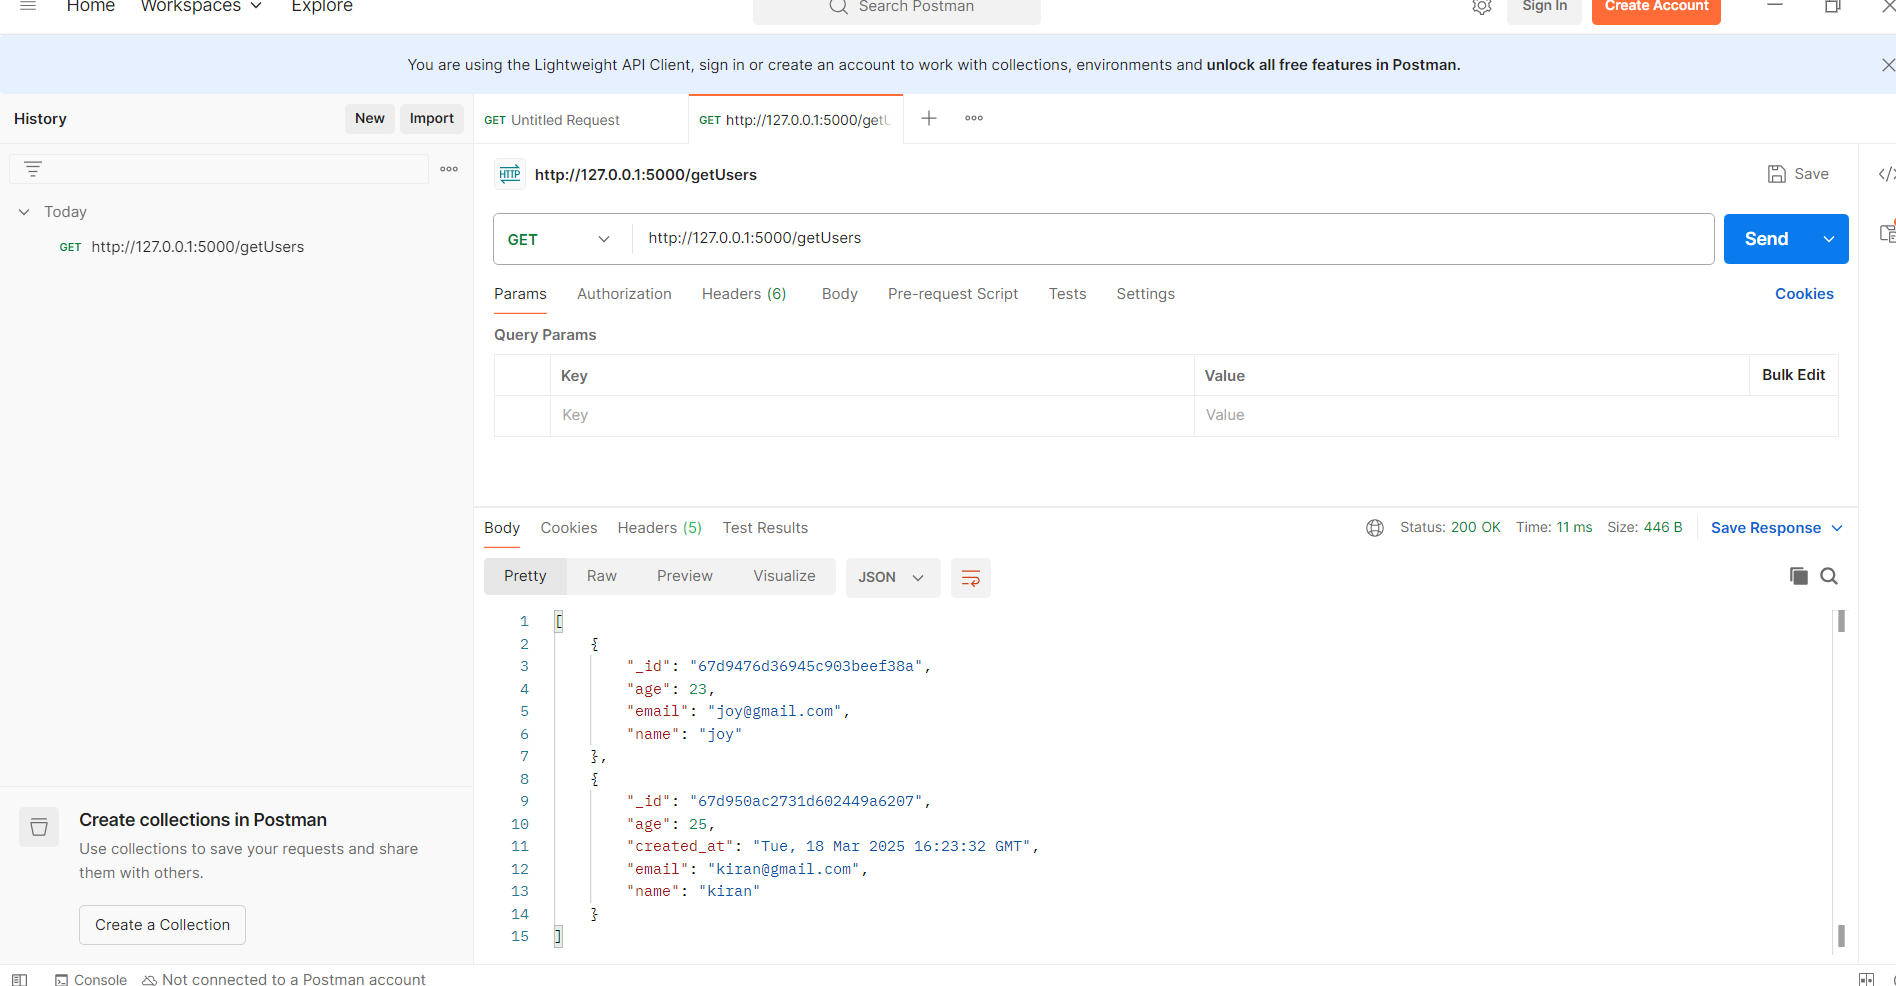 Home Workspaces Explore Search Postman Sign In Create Account
You are using the Lightweight API Client, sign in or create an account to work with collections, environments and unlock all free features in Postman.
History New Import
GET Untitled Request GET http://127.0.0.1:5000/getU
Today
GET http://127.0.0.1:5000/getUsers
HTTP http://127.0.0.1:5000/getUsers Save
GET http://127.0.0.1:5000/getUsers Send
Params Authorization Headers (6) Body Pre-request Script Tests Settings Cookies
Query Params
Key Value Bulk Edit
Key Value
Body Cookies Headers (5) Test Results Status: 200 OK Time: 11 ms Size: 446 B Save Response
Pretty Raw Preview Visualize JSON
1 [
2 {
3 "_id": "67d9476d36945c903beef38a",
4 "age": 23,
5 "email": "joy@gmail.com",
6 "name": "joy"
7 },
8 {
9 "_id": "67d950ac2731d602449a6207",
10 "age": 25,
11 "created_at": "Tue, 18 Mar 2025 16:23:32 GMT",
12 "email": "kiran@gmail.com",
13 "name": "kiran"
14 }
15 ]
Create collections in Postman
Use collections to save your requests and share
them with others.
Create a Collection
Console Not connected to a Postman account